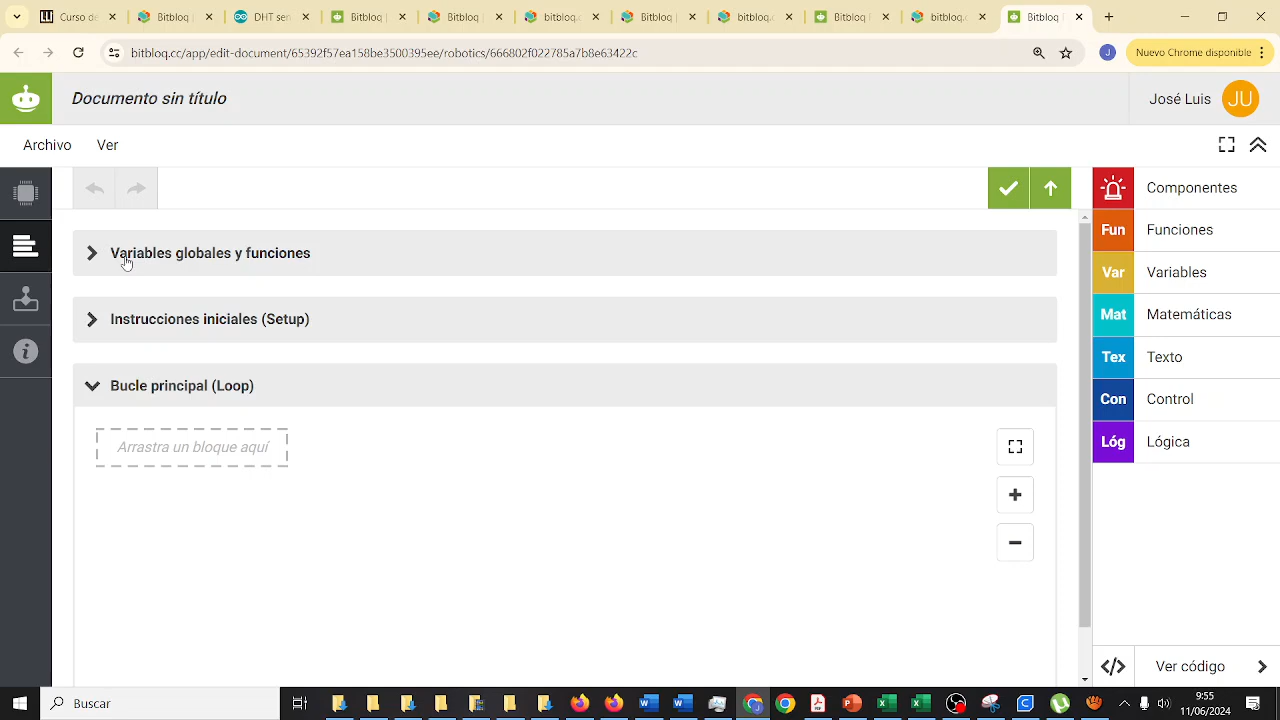 Curso de
Bitbloq
DHT sen
Bitbloq
Bitbloq
bitbloq.c
Bitbloq
bitbloq.c
Bitbloq
bitbloq.
Bitbloq
bitbloq.cc/app/edit-document/65392f57ea158be3500395ee/robotics/666802f022785a7b8e63422c
J
Nuevo Chrome disponible
Documento sin título
José Luis
JU
Archivo
Ver
Componentes
Fun
Funciones
Var
Variables
Mat
Matemáticas
Tex
Texto
Con
Control
Lóg
Lógica
Variables globales y funciones
Instrucciones iniciales (Setup)
Bucle principal (Loop)
Arrastra un bloque aquí
Ver código
Buscar
9:55
11/06/2024